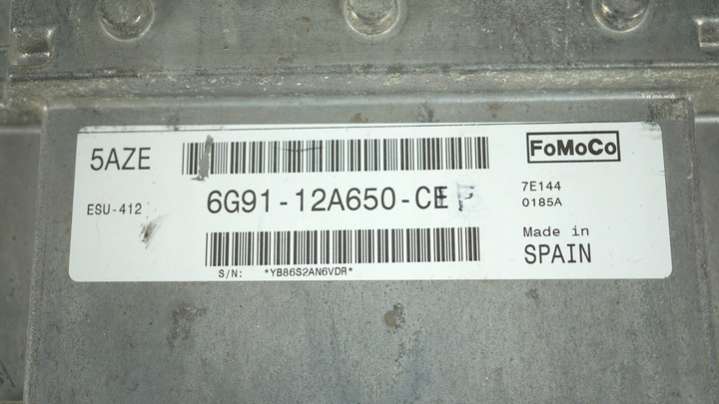 5AZE
FoMoCo
ESU-412
6G91-12A650-CE
7E144
0185A
Made in
SPAIN
S/N: *YB86S2AN6VDR*